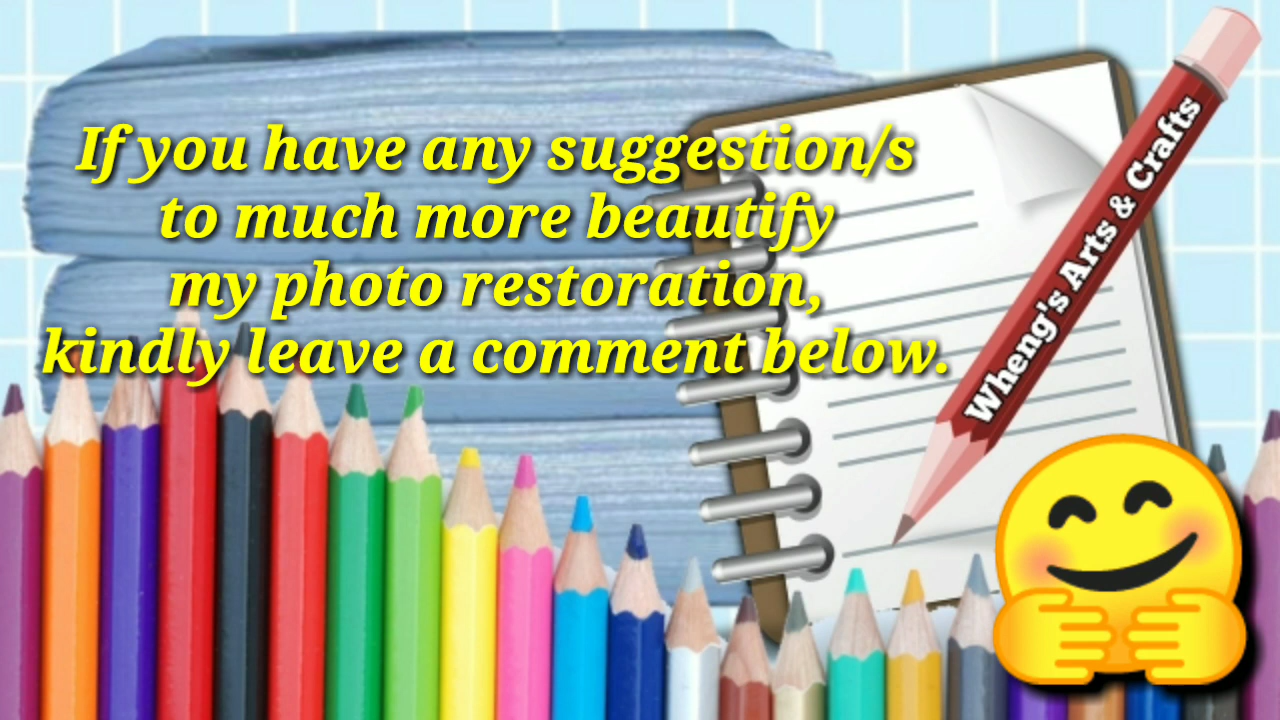 If you have any suggestion/s
to much more beautify
my photo restoration,
kindly leave a comment below.
Wheng's Arts & Crafts